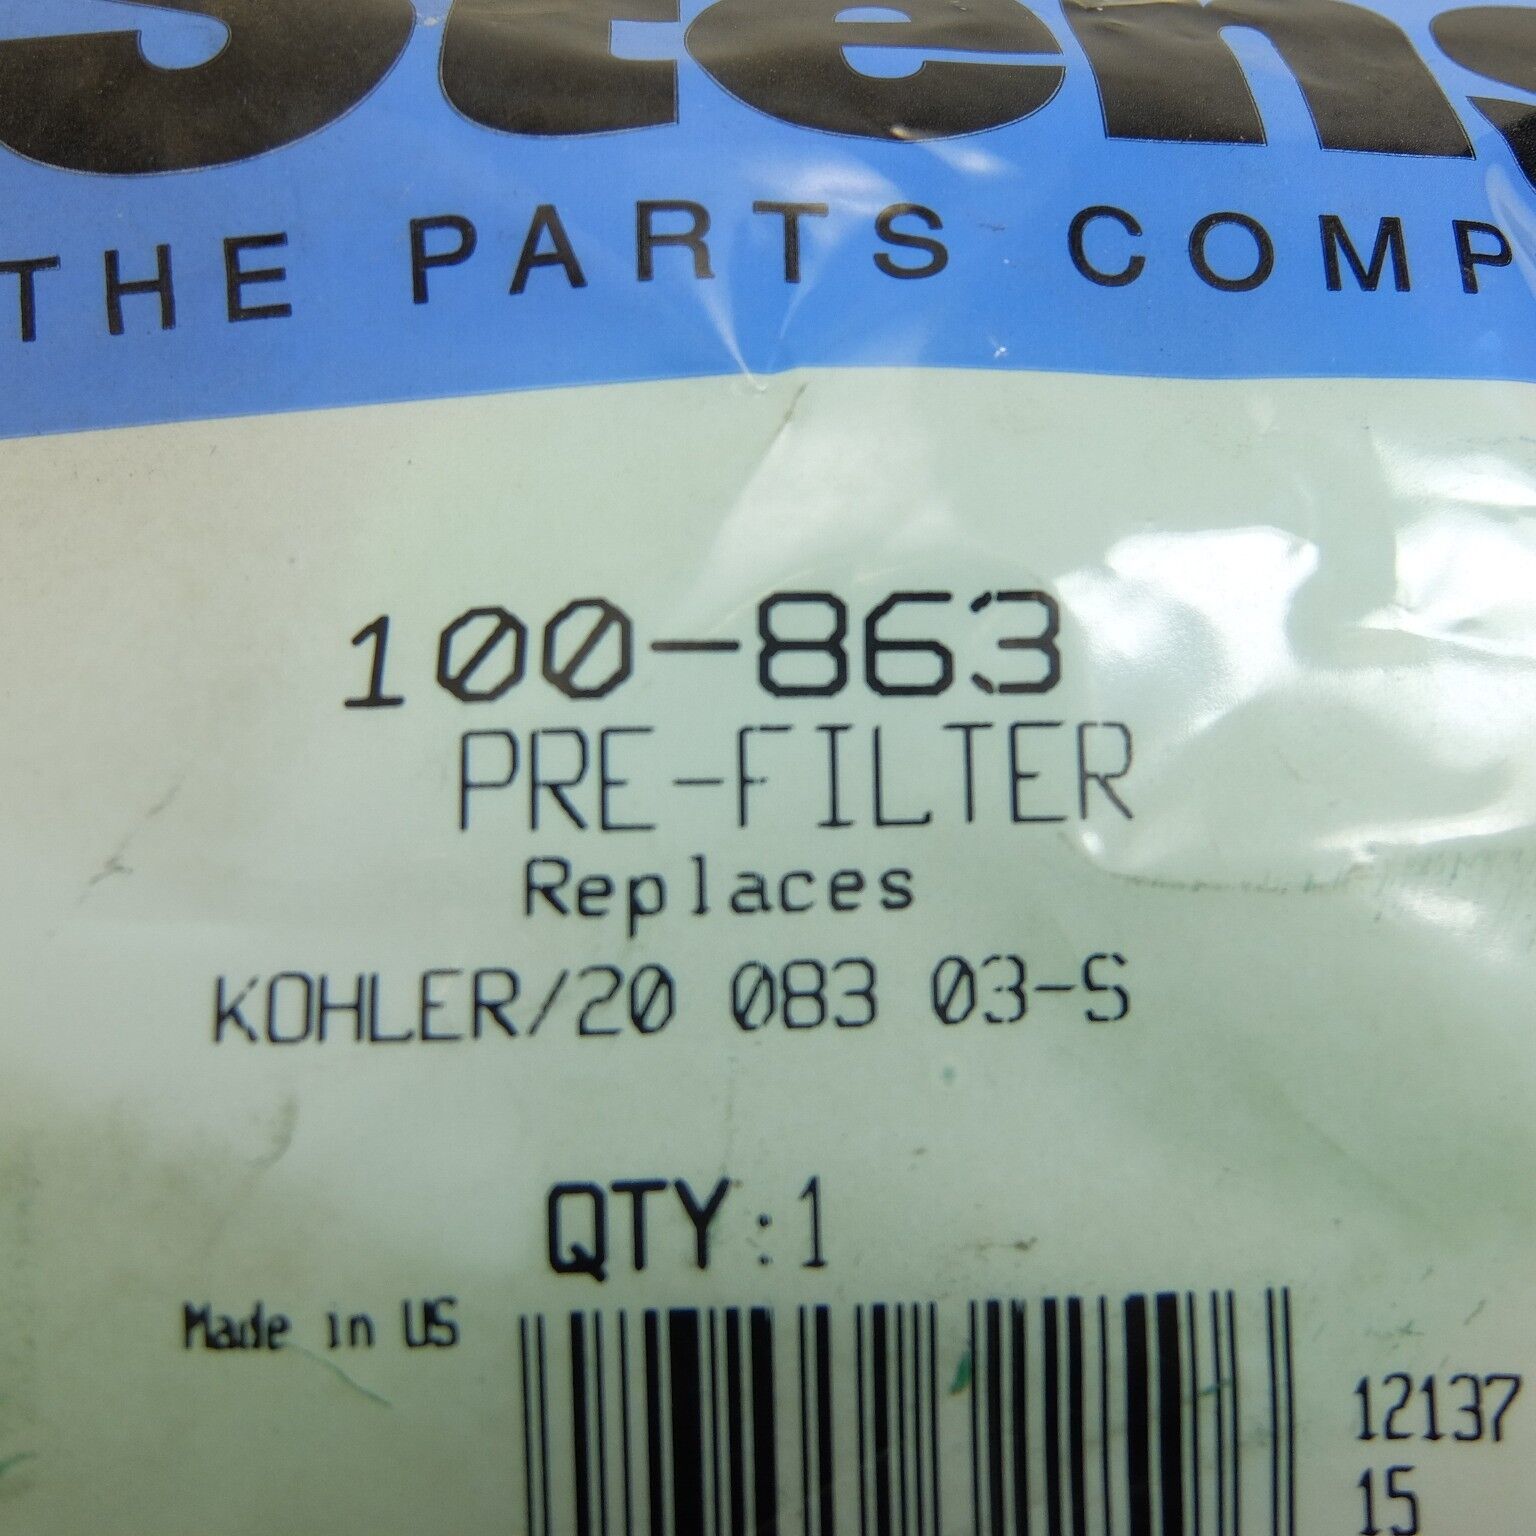 Stens
THE PARTS COMP
100-863
PRE-FILTER
Replaces
KOHLER/20 083 03-S
QTY:1
Made in US
12137
15